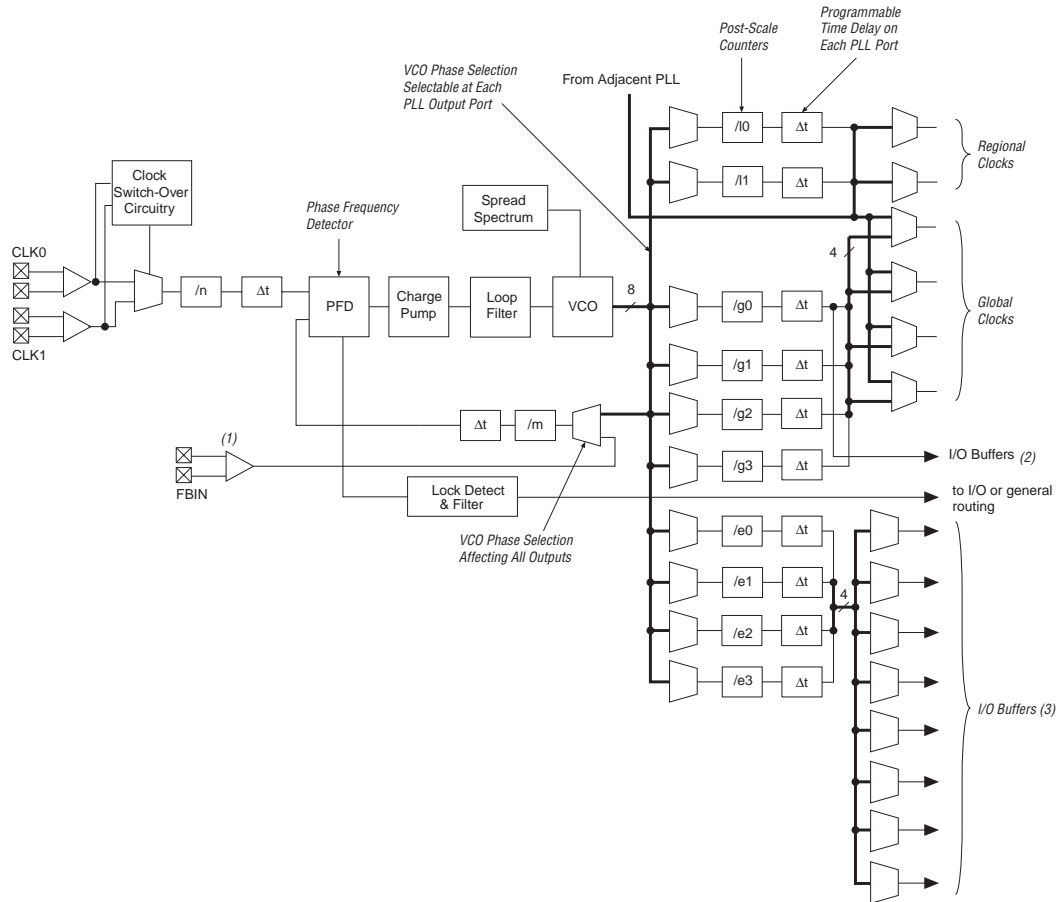 Programmable
Time Delay on
Each PLL Port
Post-Scale
Counters
VCO Phase Selection
Selectable at Each
PLL Output Port
From Adjacent PLL
/l0
Δt
Regional
Clocks
/l1
Δt
Clock
Switch-Over
Circuitry
Spread
Spectrum
Phase Frequency
Detector
4
CLK0
/n
Δt
PFD
Charge
Pump
Loop
Filter
VCO
8
/g0
Δt
Global
Clocks
CLK1
/g1
Δt
Δt
/m
/g2
Δt
(1)
FBIN
/g3
Δt
I/O Buffers (2)
Lock Detect
& Filter
to I/O or general
routing
VCO Phase Selection
Affecting All Outputs
/e0
Δt
/e1
Δt
4
/e2
Δt
/e3
Δt
I/O Buffers (3)